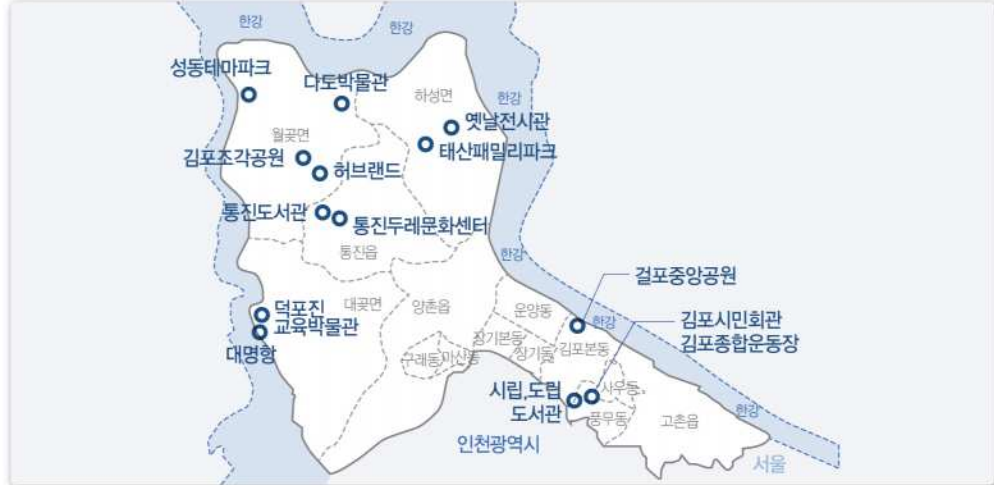 한강
한강
성동테마파크
다도박물관
하성면
한강
옛날전시관
월곶면
태산패밀리파크
김포조각공원
허브랜드
통진도서관
통진두레문화센터
통진읍
한강
걸포중앙공원
덕포진
교육박물관
대곶면
양촌읍
운양동
한강
김포시민회관
김포종합운동장
대명항
장기본동
장기동
김포본동
구래동
마산동
시립,도립
도서관
사우동
풍무동
고촌읍
한강
인천광역시
서울